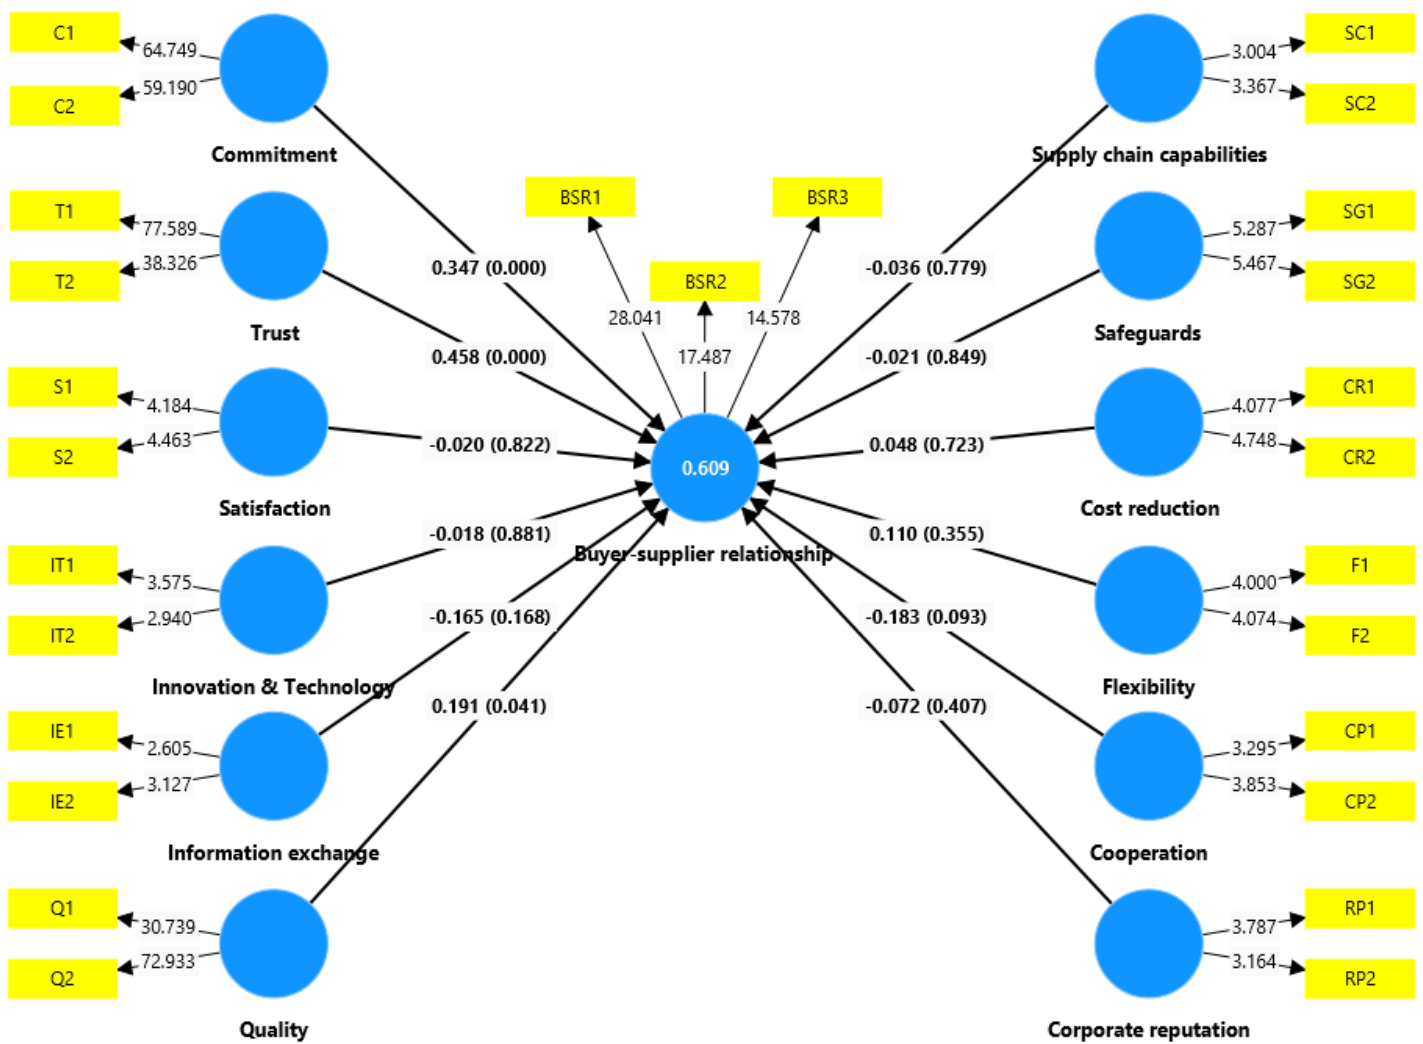 C1
64.749
C2
59.190
Commitment
T1
77.589
T2
38.326
Trust
S1
4.184
S2
4.463
Satisfaction
IT1
3.575
IT2
2.940
Innovation & Technology
IE1
2.605
IE2
3.127
Information exchange
Q1
30.739
Q2
72.933
Quality
0.347 (0.000)
0.458 (0.000)
-0.020 (0.822)
-0.018 (0.881)
-0.165 (0.168)
0.191 (0.041)
BSR1
28.041
BSR2
17.487
BSR3
14.578
0.609
Buyer-supplier relationship
-0.036 (0.779)
-0.021 (0.849)
0.048 (0.723)
0.110 (0.355)
-0.183 (0.093)
-0.072 (0.407)
SC1
3.004
SC2
3.367
Supply chain capabilities
SG1
5.287
SG2
5.467
Safeguards
CR1
4.077
CR2
4.748
Cost reduction
F1
4.000
F2
4.074
Flexibility
CP1
3.295
CP2
3.853
Cooperation
RP1
3.787
RP2
3.164
Corporate reputation